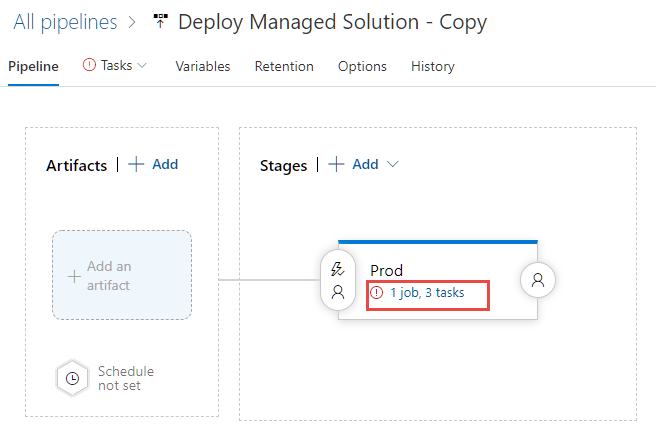 All pipelines > Deploy Managed Solution - Copy
Pipeline Tasks Variables Retention Options History
Artifacts | + Add
Stages | + Add
+ Add an
artifact
Prod
1 job, 3 tasks
Schedule
not set